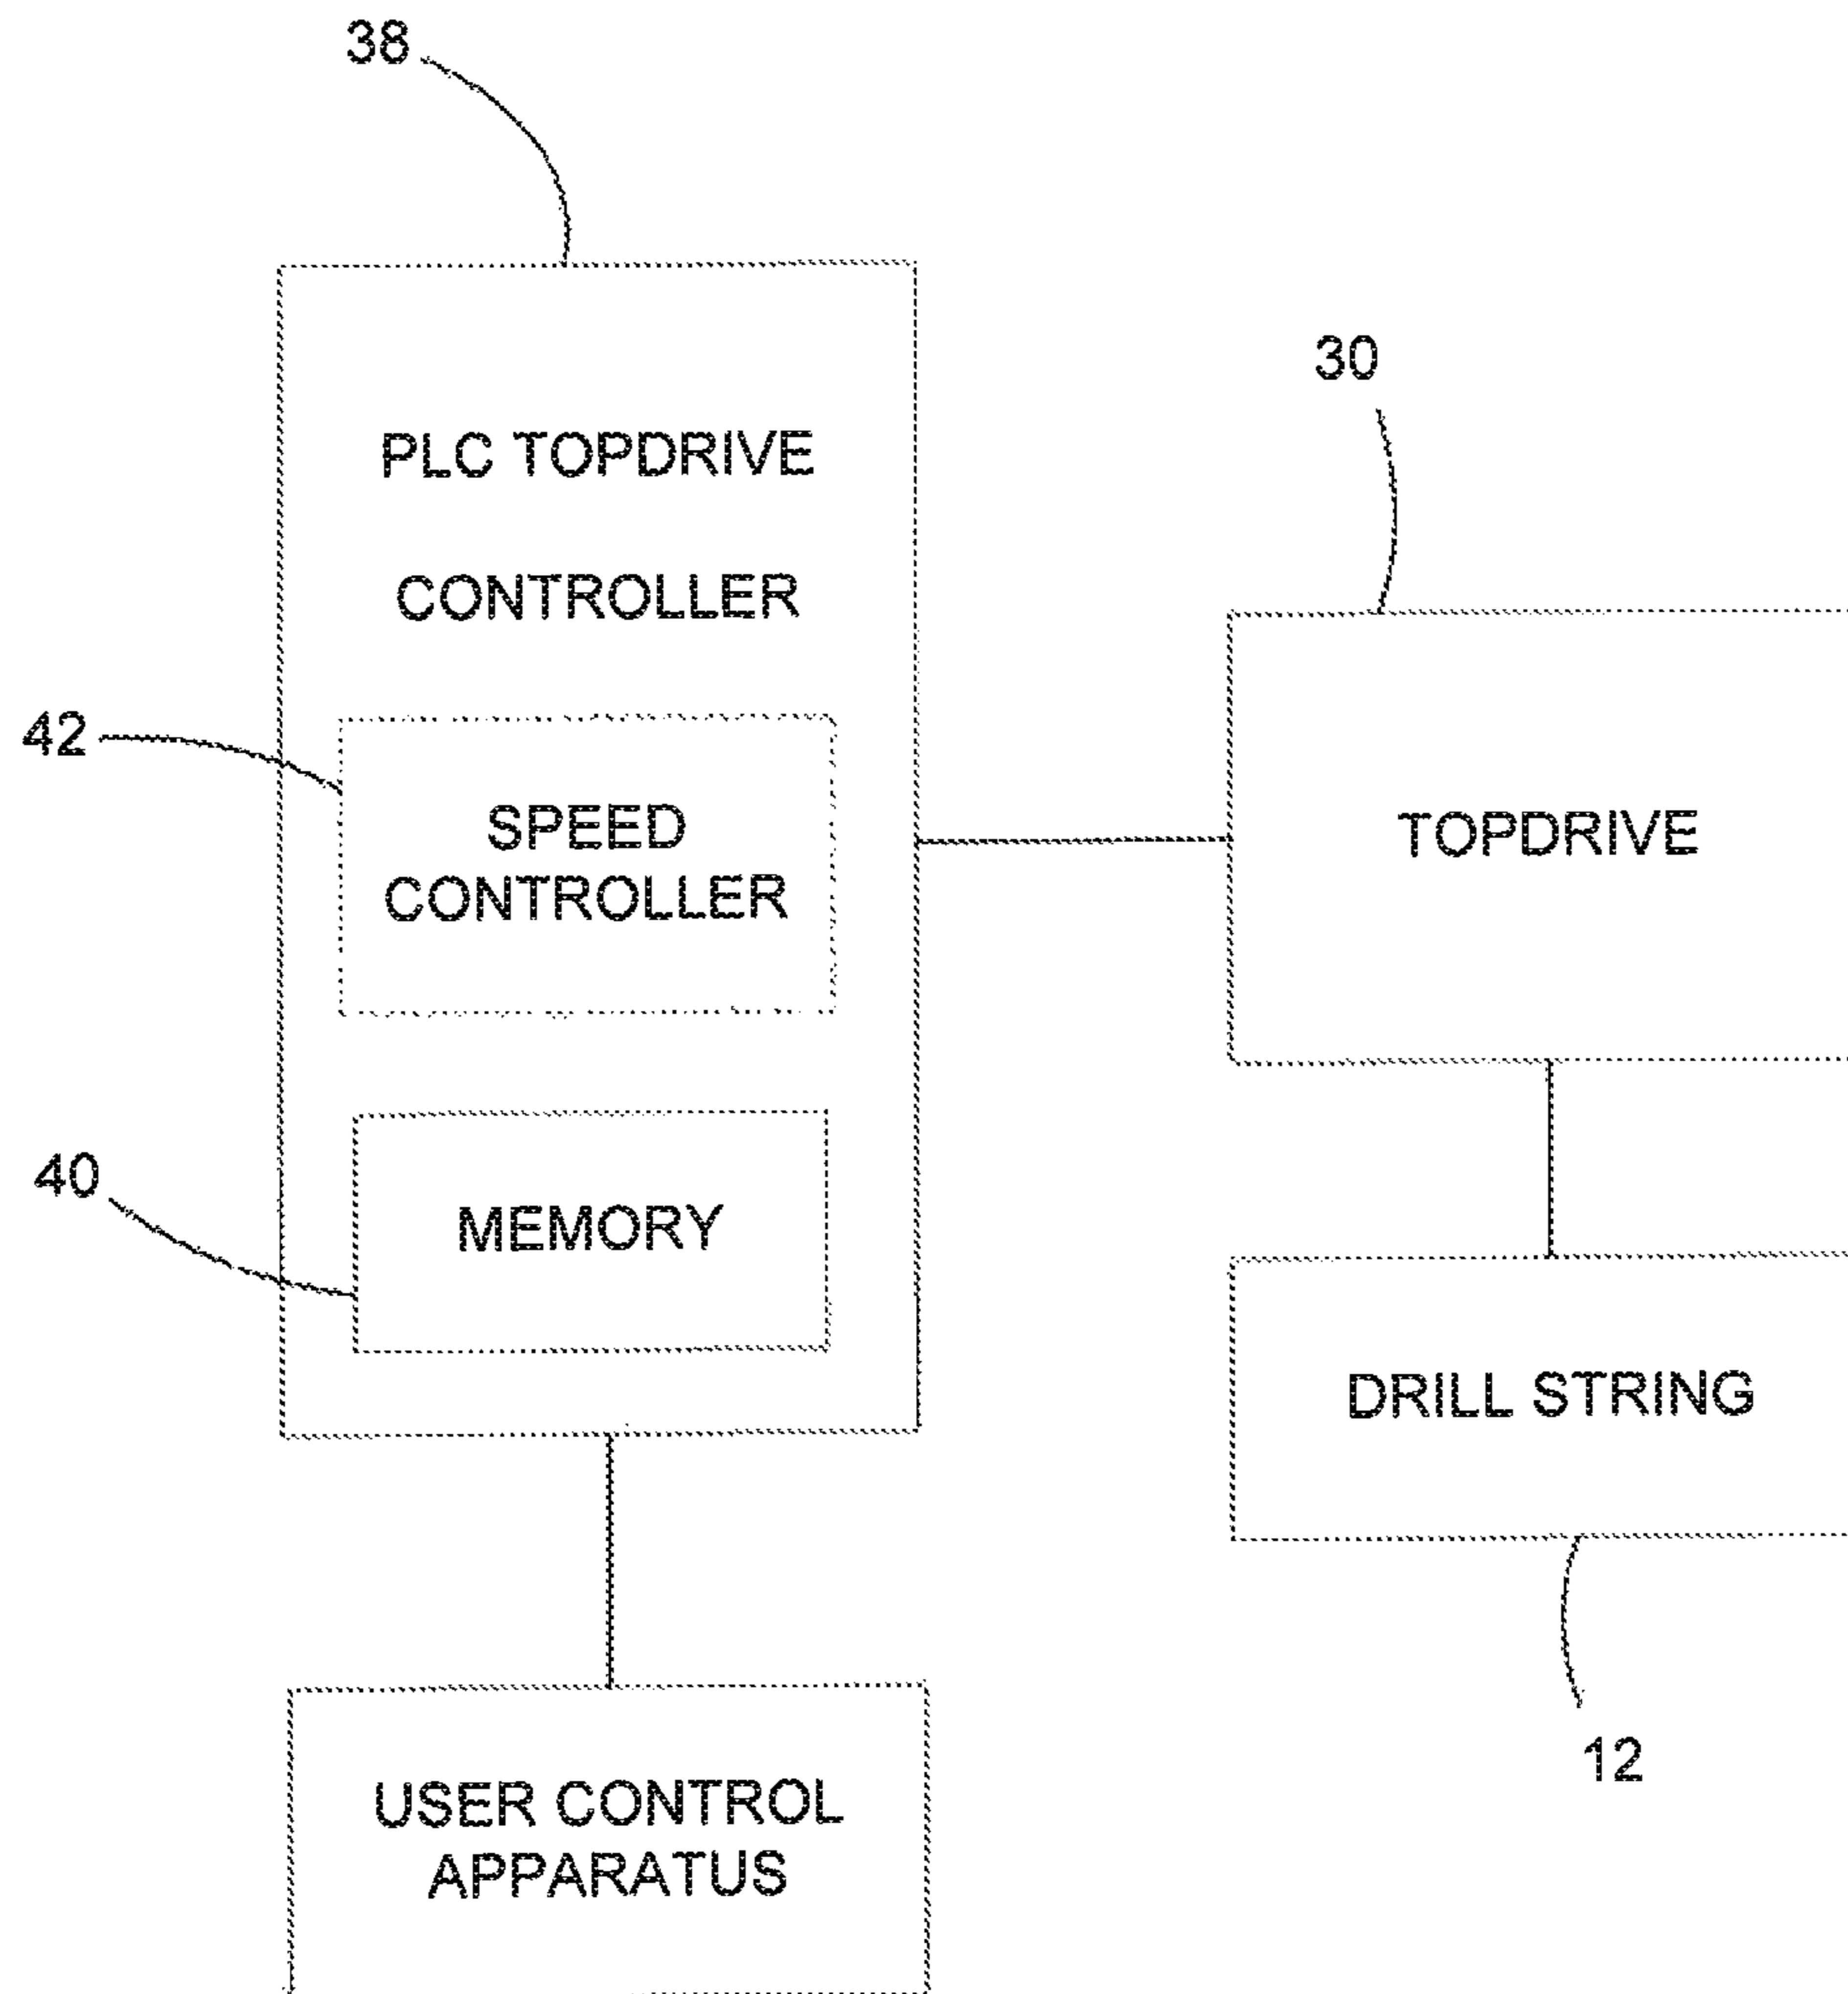 38
30
PLC TOPDRIVE
CONTROLLER
42
SPEED
CONTROLLER
TOPDRIVE
40
MEMORY
DRILL STRING
12
USER CONTROL
APPARATUS